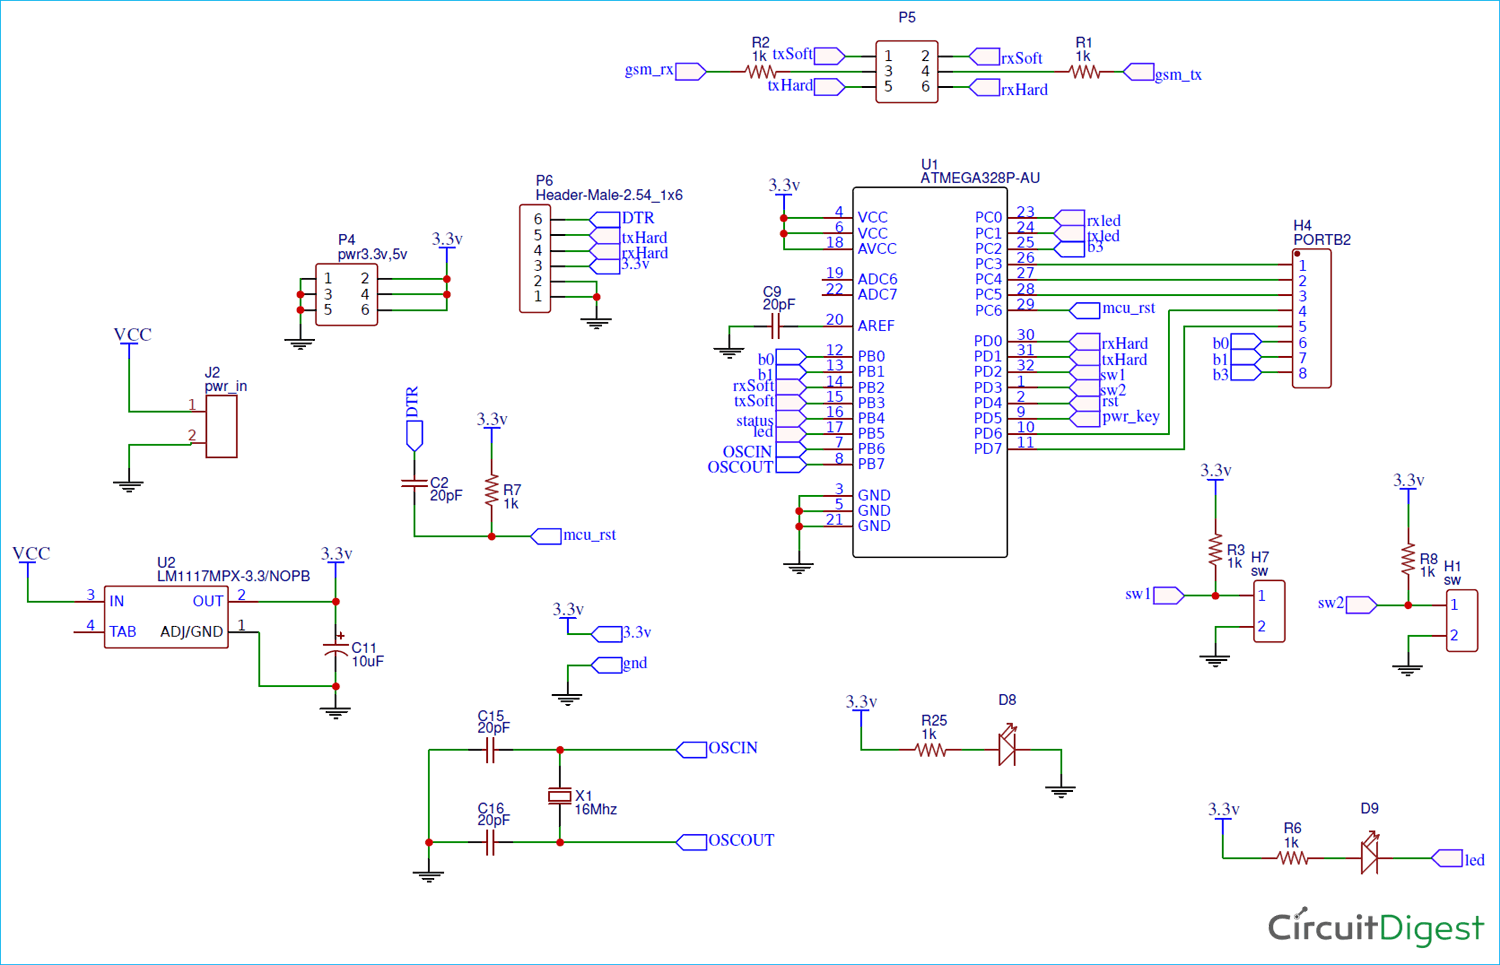 P5
R2
1k
txSoft
1
2
rxSoft
R1
1k
gsm_rx
3
4
gsm_tx
txHard
5
6
rxHard
U1
ATMEGA328P-AU
3.3v
4 VCC
6 VCC
18 AVCC
19 ADC6
22 ADC7
C9
20pF
20 AREF
b0 12 PB0
b1 13 PB1
rxSoft 14 PB2
txSoft 15 PB3
status 16 PB4
led 17 PB5
OSCIN 7 PB6
OSCOUT 8 PB7
3 GND
5 GND
21 GND
PC0 23 rxled
PC1 24 txled
PC2 25 b3
PC3 26
PC4 27
PC5 28
PC6 29 mcu_rst
PD0 30 rxHard
PD1 31 txHard
PD2 32 sw1
PD3 1 sw2
PD4 2 rst
PD5 9 pwr_key
PD6 10
PD7 11
H4
PORTB2
1
2
3
4
5
b0 6
b1 7
b3 8
P6
Header-Male-2.54_1x6
6 DTR
5 txHard
4 rxHard
3 3.3v
2
1
P4
pwr3.3v,5v
3.3v
1 2
3 4
5 6
VCC
J2
pwr_in
1
2
DTR
C2
20pF
3.3v
R7
1k
mcu_rst
VCC
U2
LM1117MPX-3.3/NOPB
3.3v
3 IN OUT 2
4 TAB ADJ/GND 1
C11
10uF
3.3v
3.3v
gnd
C15
20pF
OSCIN
X1
16Mhz
C16
20pF
OSCOUT
3.3v
R25
1k
D8
3.3v
R3
1k
H7
sw
sw1
1
2
3.3v
R8
1k
H1
sw
sw2
1
2
3.3v
R6
1k
D9
led
CircuitDigest